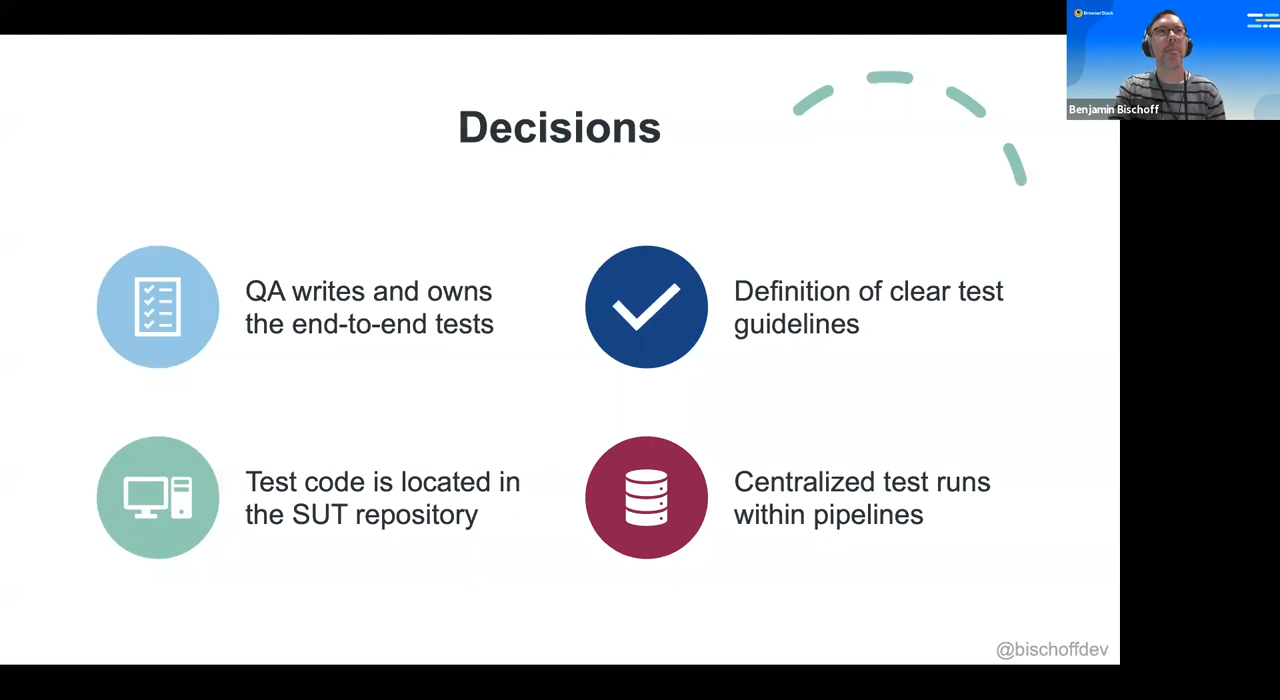 BrowserStack
Benjamin Bischoff
Decisions
QA writes and owns
the end-to-end tests
Definition of clear test
guidelines
Test code is located in
the SUT repository
Centralized test runs
within pipelines
@bischoffdev